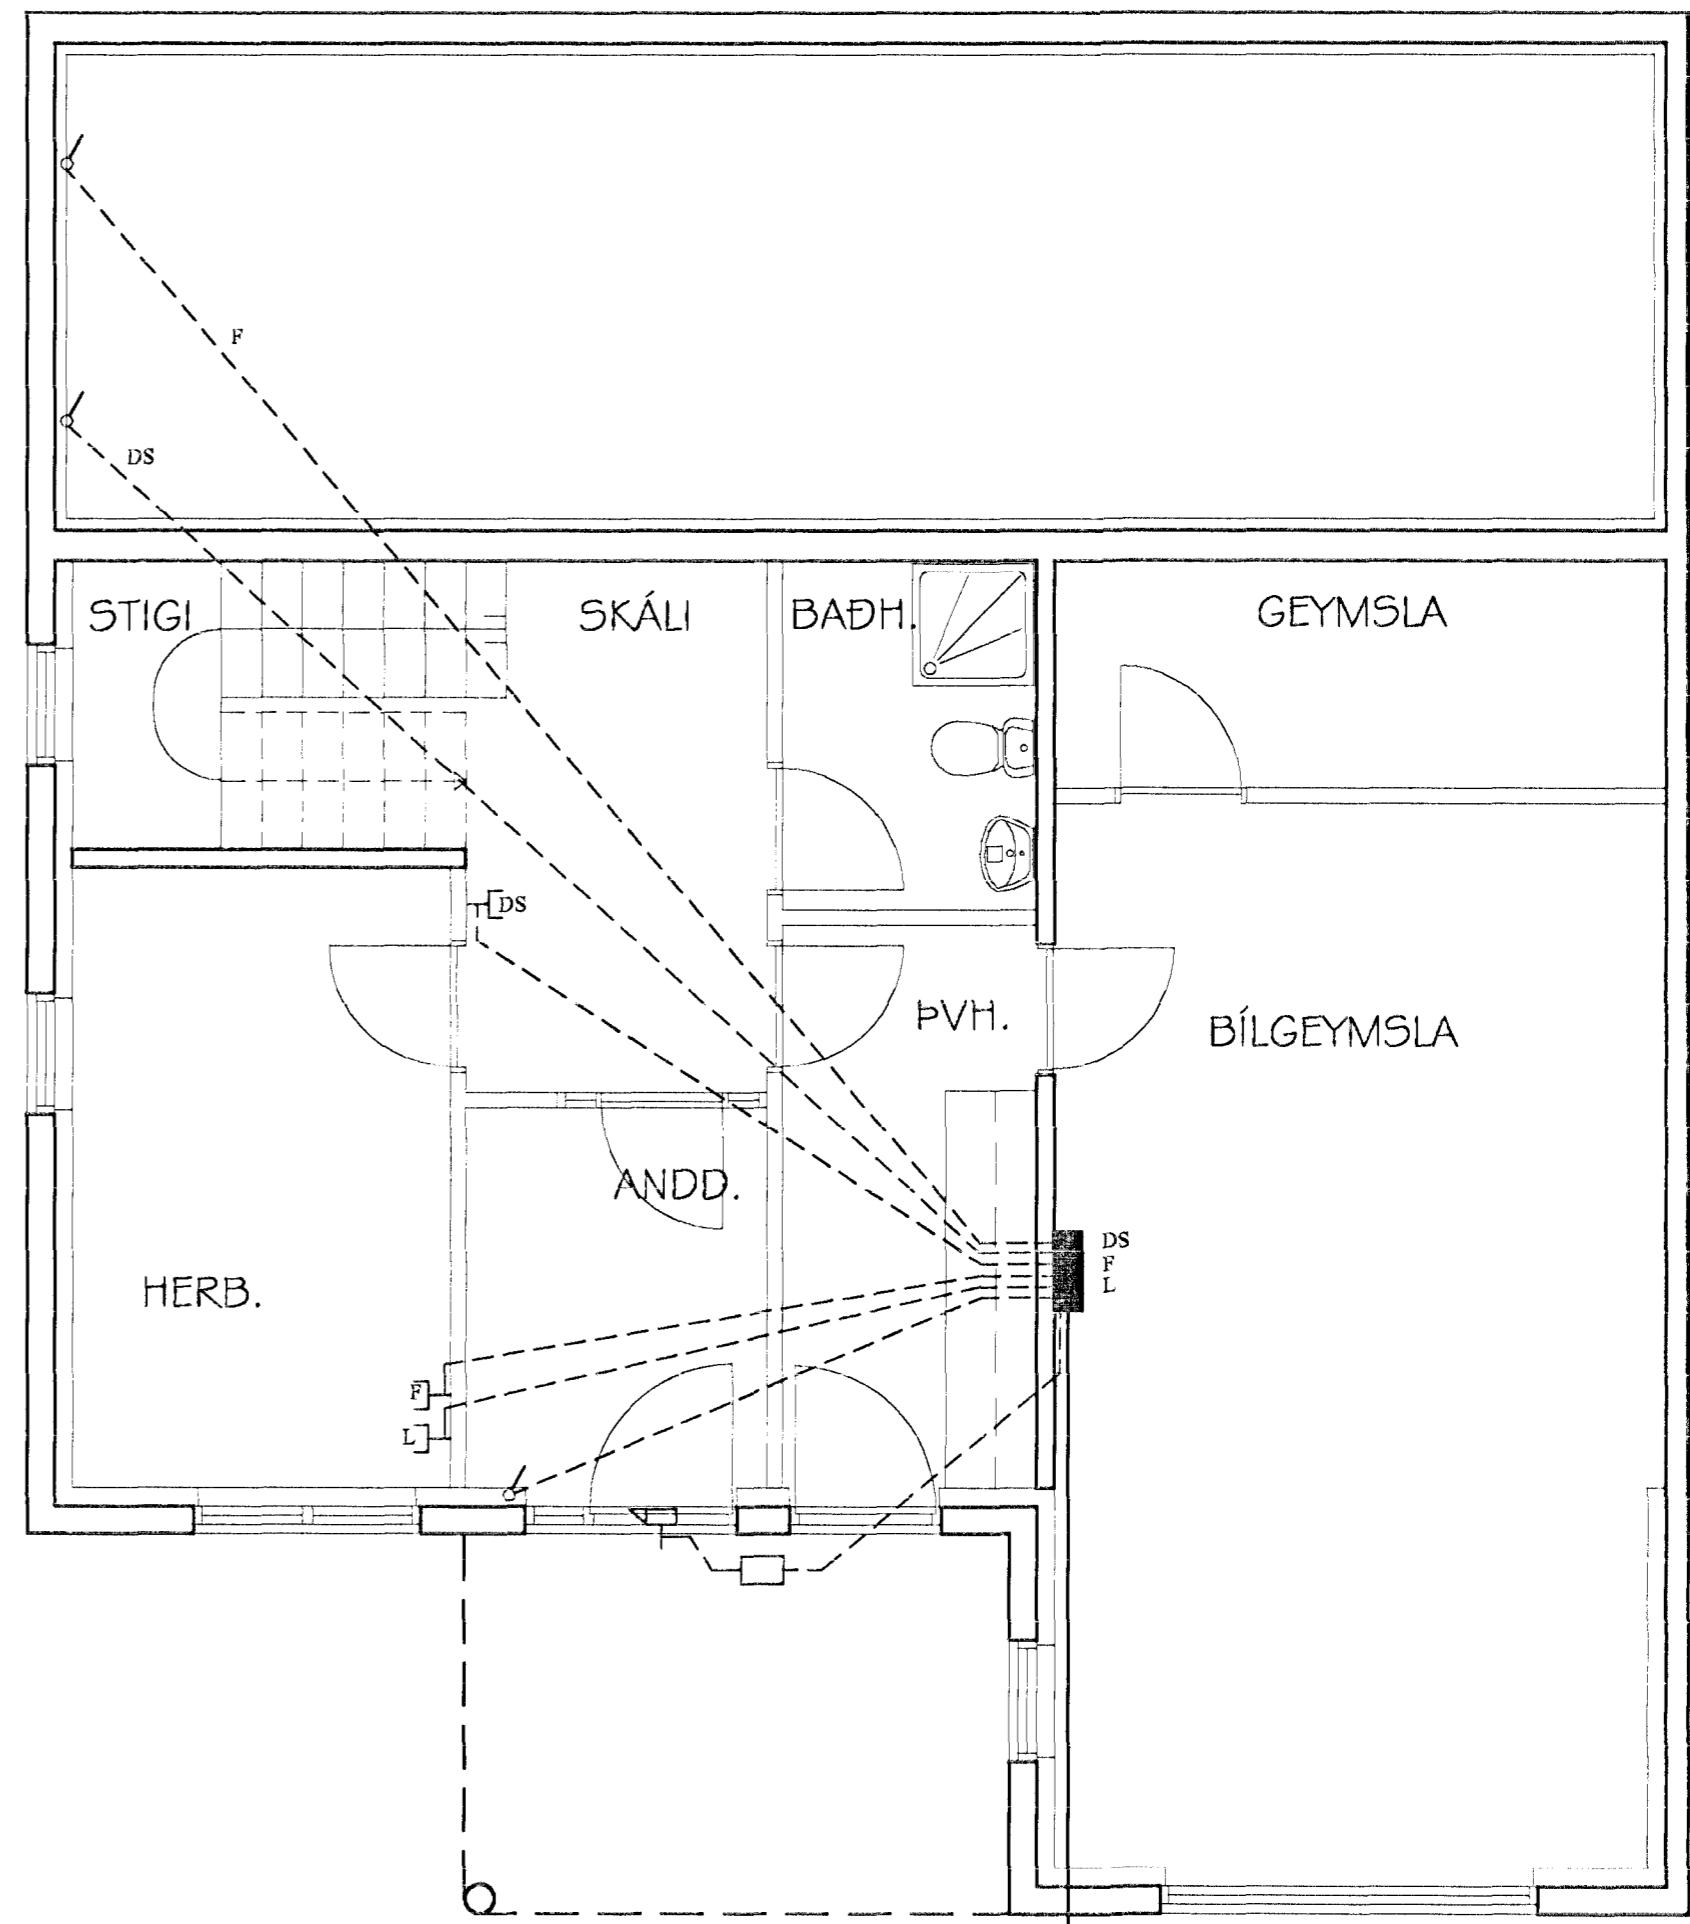 F
DS
STIGI
SKÁLI
BAÐH.
GEYMSLA
DS
ÞVH.
BÍLGEYMSLA
ANDD.
DS
F
L
HERB.
F
L